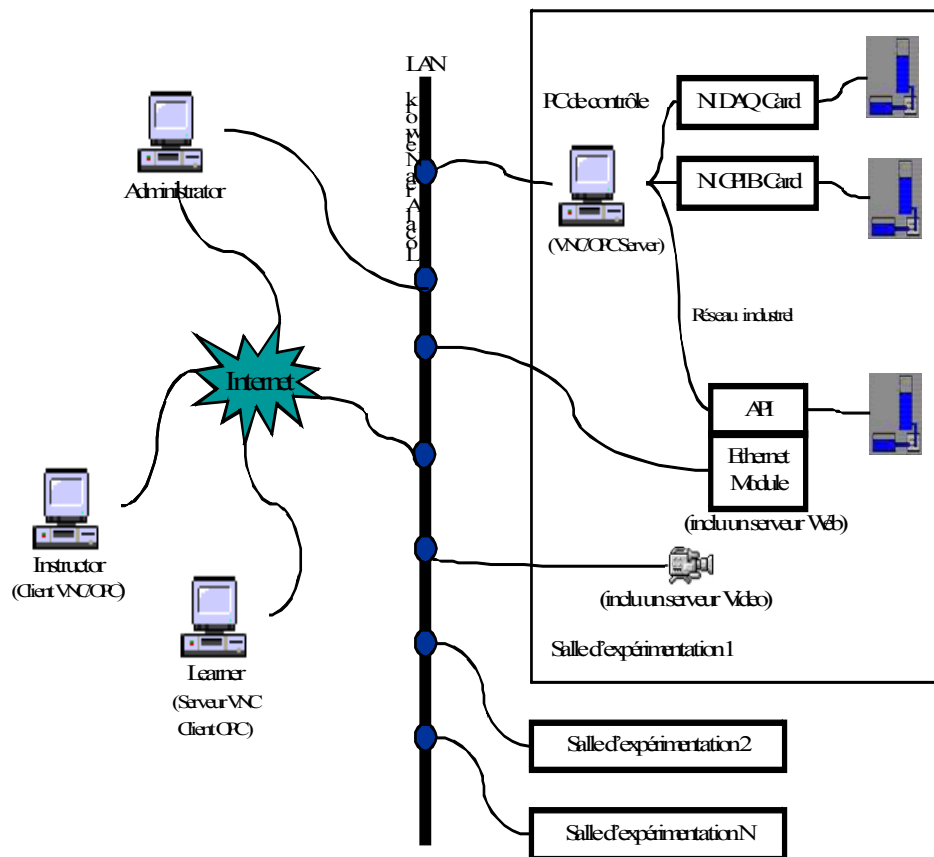 LAN
Local Area Network
Administrator
Internet
Instructor
(Client VNC/OPC)
Learner
(Serveur VNC
Client OPC)
PC de contrôle
(VNC/OPC Server)
NI DAQ Card
NI GPIB Card
Réseau industrel
API
Ethernet
Module
(inclu un serveur Wéb)
(inclu un serveur Video)
Salle d'expérimentation 1
Salle d'expérimentation 2
Salle d'expérimentation N